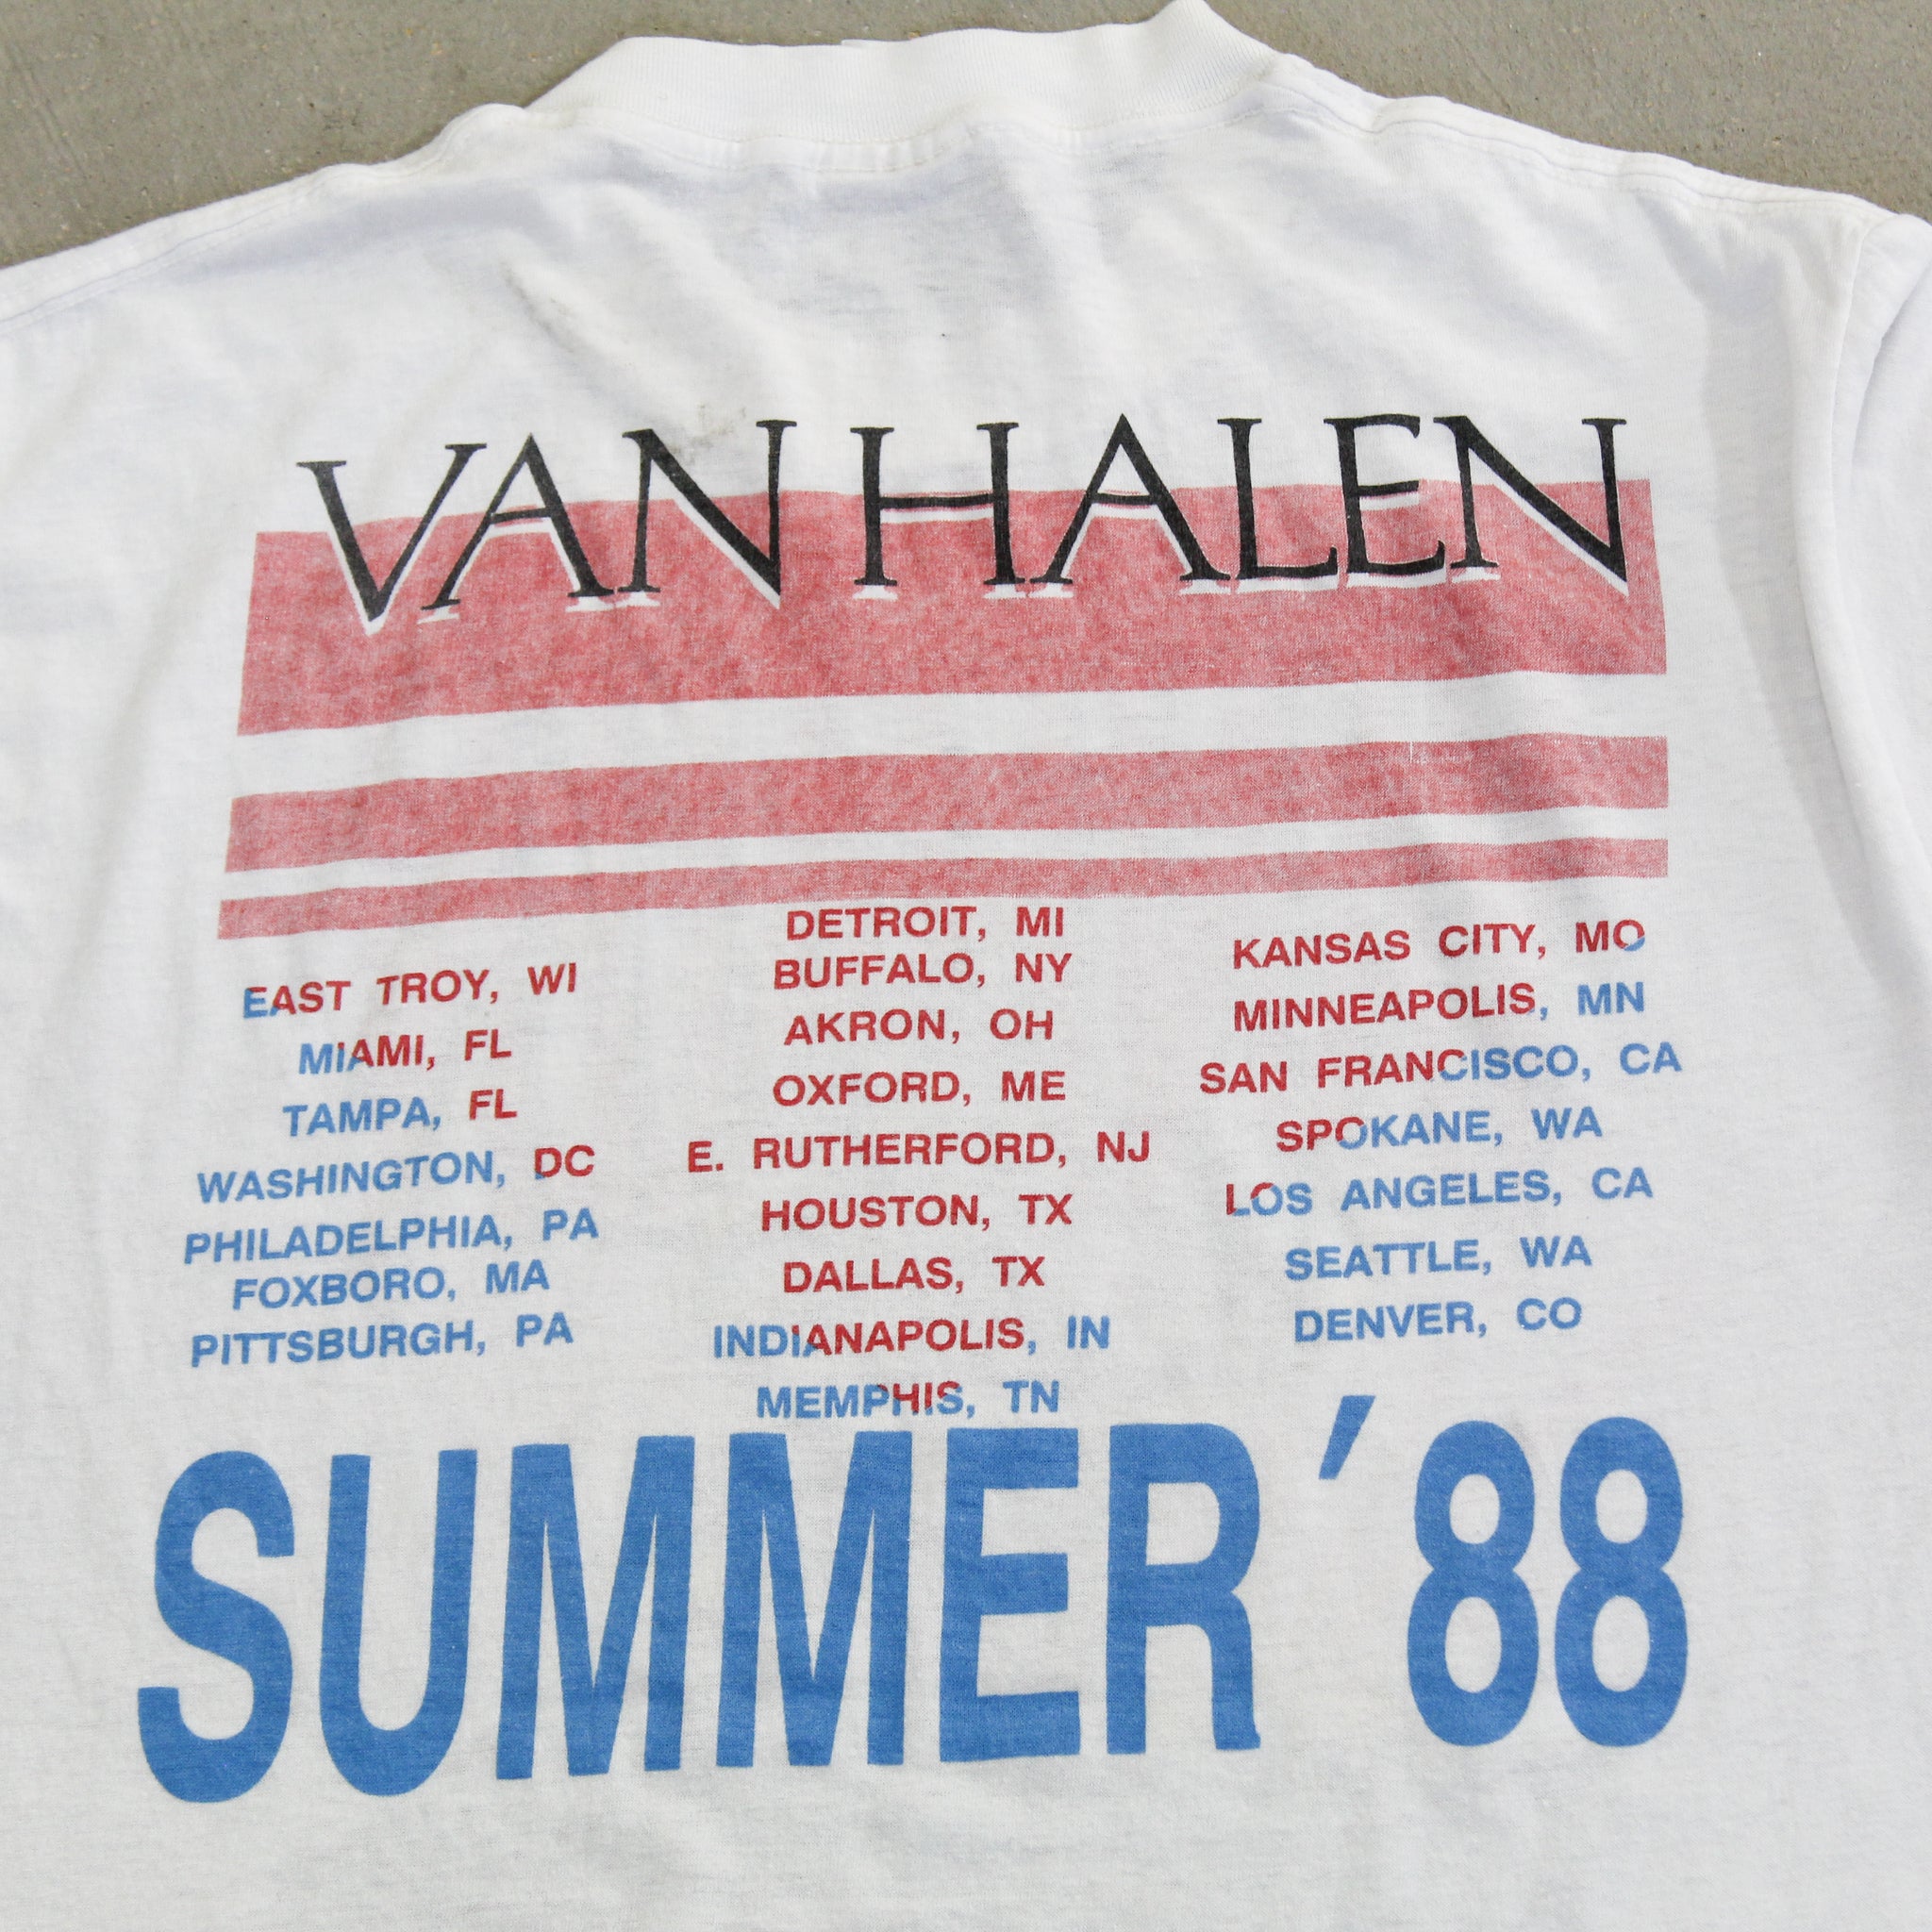 VAN HALEN
EAST TROY, WI
MIAMI, FL
TAMPA, FL
WASHINGTON, DC
PHILADELPHIA, PA
FOXBORO, MA
PITTSBURGH, PA
DETROIT, MI
BUFFALO, NY
AKRON, OH
OXFORD, ME
E. RUTHERFORD, NJ
HOUSTON, TX
DALLAS, TX
INDIANAPOLIS, IN
MEMPHIS, TN
KANSAS CITY, MO
MINNEAPOLIS, MN
SAN FRANCISCO, CA
SPOKANE, WA
LOS ANGELES, CA
SEATTLE, WA
DENVER, CO
SUMMER '88